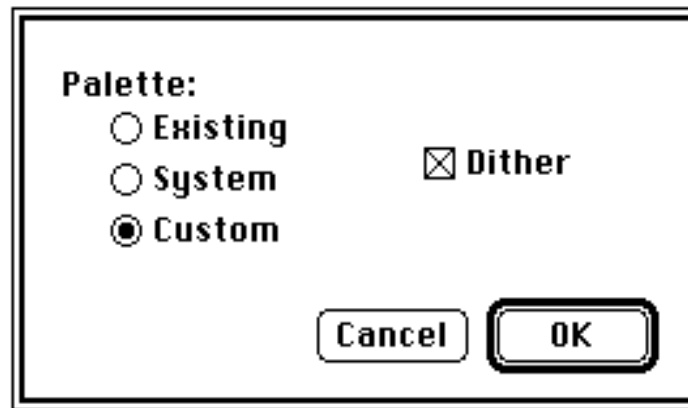 Palette:
Existing
System
Custom
Dither
Cancel
OK